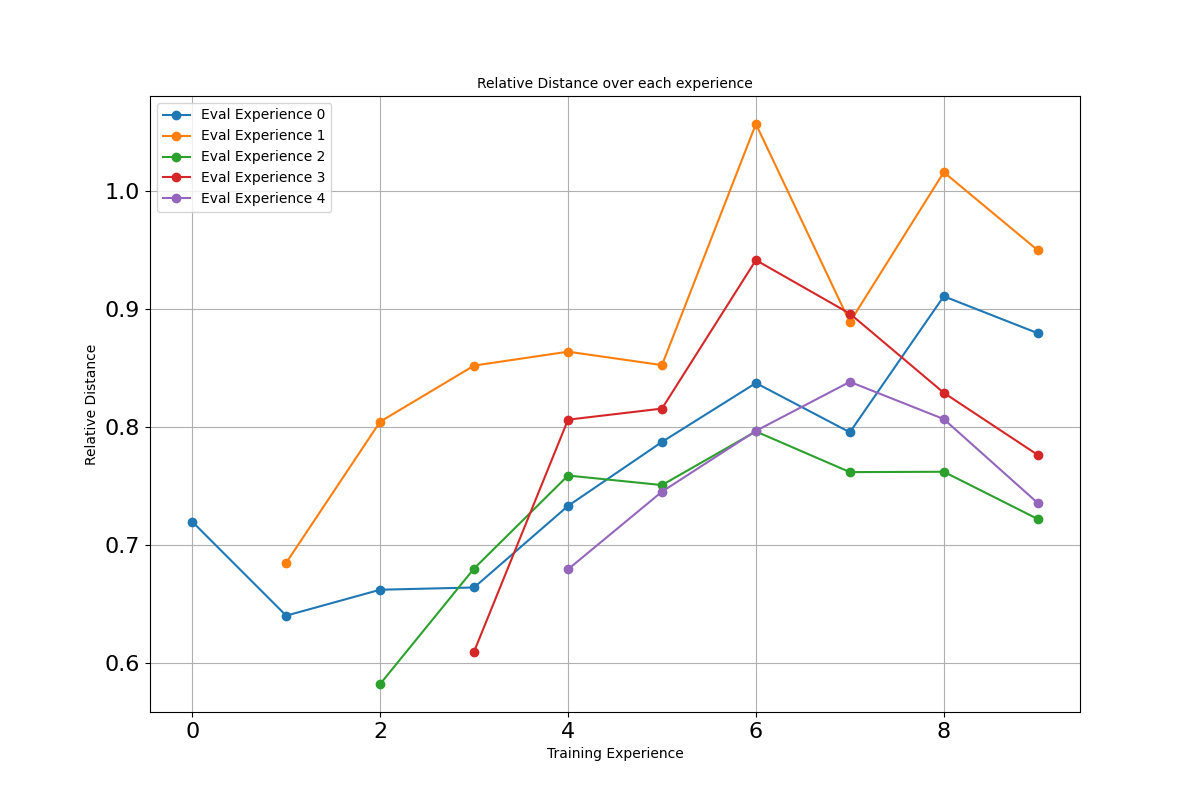 Relative Distance over each experience
Eval Experience 0
Eval Experience 1
Eval Experience 2
Eval Experience 3
Eval Experience 4
1.0
0.9
0.8
0.7
0.6
Relative Distance
0 2 4 6 8
Training Experience